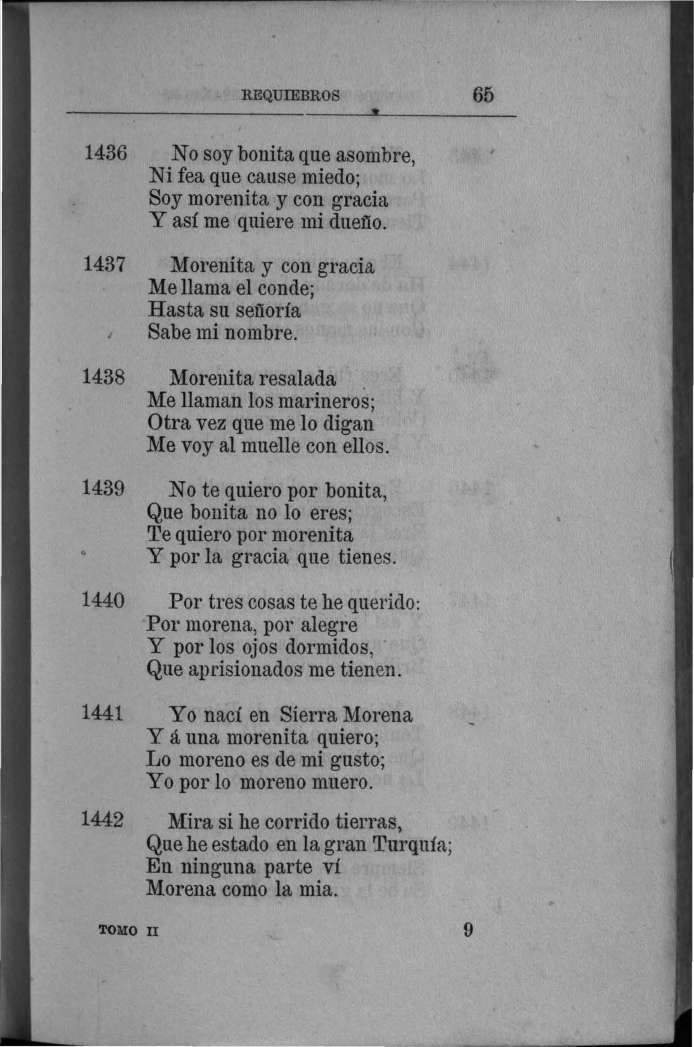 REQUIEBROS 65
1436 No soy bonita que asombre,
Ni fea que cause miedo;
Soy morenita y con gracia
Y así me quiere mi dueño.
1437 Morenita y con gracia
Me llama el conde;
Hasta su señoría
Sabe mi nombre.
1438 Morenita resalada
Me llaman los marineros;
Otra vez que me lo digan
Me voy al muelle con ellos.
1439 No te quiero por bonita,
Que bonita no lo eres;
Te quiero por morenita
Y por la gracia que tienes.
1440 Por tres cosas te he querido:
Por morena, por alegre
Y por los ojos dormidos,
Que aprisionados me tienen.
1441 Yo nací en Sierra Morena
Y á una morenita quiero;
Lo moreno es de mi gusto;
Yo por lo moreno muero.
1442 Mira si he corrido tierras,
Que he estado en la gran Turquía;
En ninguna parte ví
Morena como la mia.
TOMO II 9